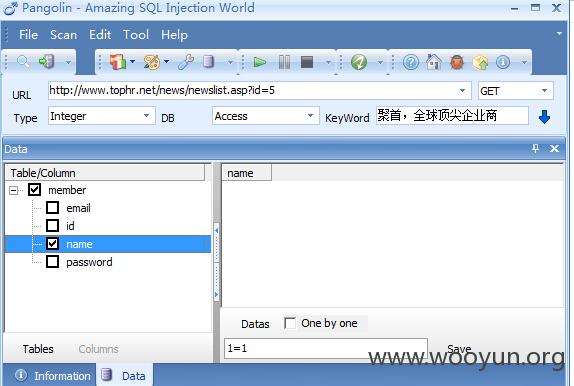 Pangolin - Amazing SQL Injection World
File Scan Edit Tool Help
URL http://www.tophr.net/news/newslist.asp?id=5 GET
Type Integer DB Access KeyWord 聚首，全球顶尖企业商
Data
Table/Column name
member
email
id
name
password
Datas One by one
Tables Columns 1=1 Save
www.wooyun.org
Information Data